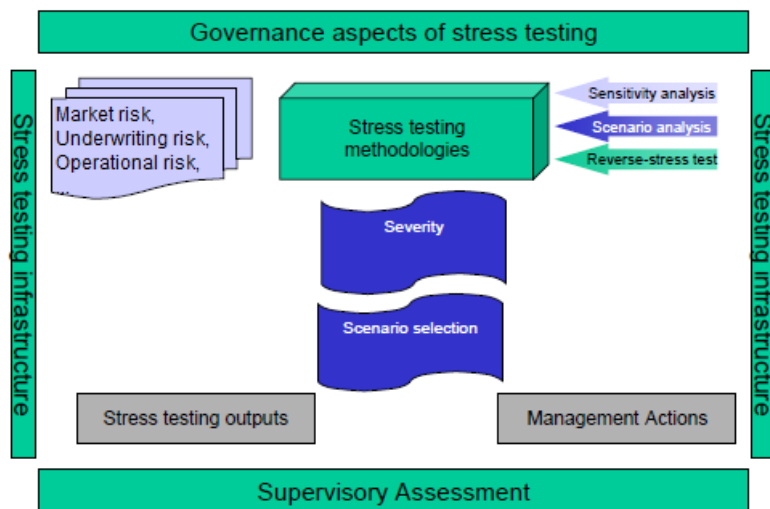 Governance aspects of stress testing
Stress testing infrastructure
Market risk,
Underwriting risk,
Operational risk,
...
Stress testing
methodologies
Sensitivity analysis
Scenario analysis
Reverse-stress test
Stress testing infrastructure
Severity
Scenario selection
Stress testing outputs
Management Actions
Supervisory Assessment